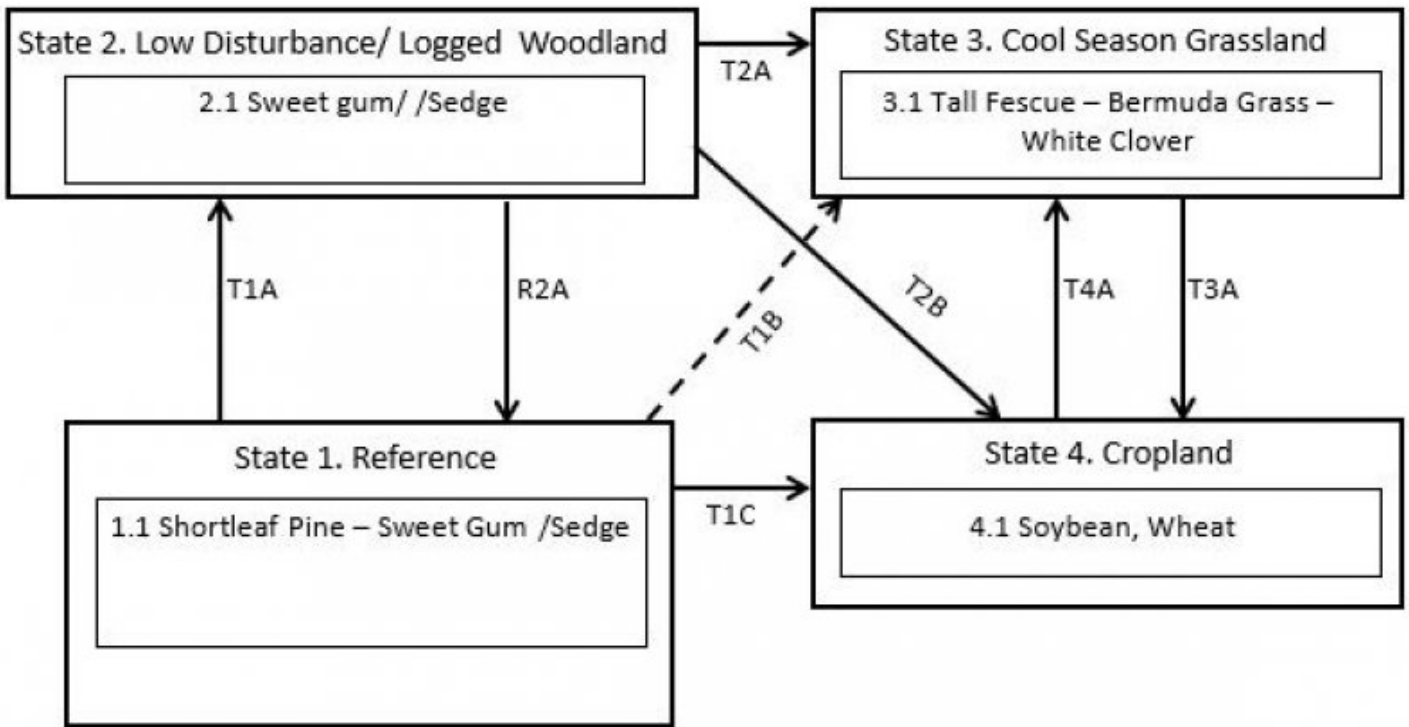 State 2. Low Disturbance/ Logged Woodland
2.1 Sweet gum/ /Sedge
T2A
State 3. Cool Season Grassland
3.1 Tall Fescue – Bermuda Grass –
White Clover
T1A
R2A
T1B
T2B
T4A
T3A
State 1. Reference
1.1 Shortleaf Pine – Sweet Gum /Sedge
T1C
State 4. Cropland
4.1 Soybean, Wheat